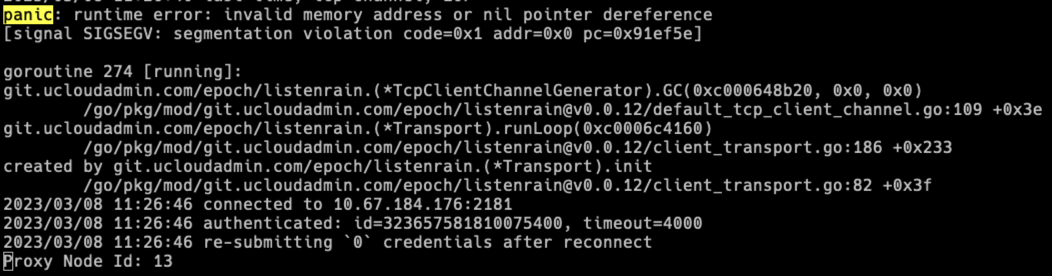 panic: runtime error: invalid memory address or nil pointer dereference
[signal SIGSEGV: segmentation violation code=0x1 addr=0x0 pc=0x91ef5e]
goroutine 274 [running]:
git.ucloudadmin.com/epoch/listenrain.(*TcpClientChannelGenerator).GC(0xc000648b20, 0x0, 0x0)
/go/pkg/mod/git.ucloudadmin.com/epoch/listenrain@v0.0.12/default_tcp_client_channel.go:109 +0x3e
git.ucloudadmin.com/epoch/listenrain.(*Transport).runLoop(0xc0006c4160)
/go/pkg/mod/git.ucloudadmin.com/epoch/listenrain@v0.0.12/client_transport.go:186 +0x233
created by git.ucloudadmin.com/epoch/listenrain.(*Transport).init
/go/pkg/mod/git.ucloudadmin.com/epoch/listenrain@v0.0.12/client_transport.go:82 +0x3f
2023/03/08 11:26:46 connected to 10.67.184.176:2181
2023/03/08 11:26:46 authenticated: id=3236575818100​75400, timeout=4000
2023/03/08 11:26:46 re-submitting `0` credentials after reconnect
Proxy Node Id: 13